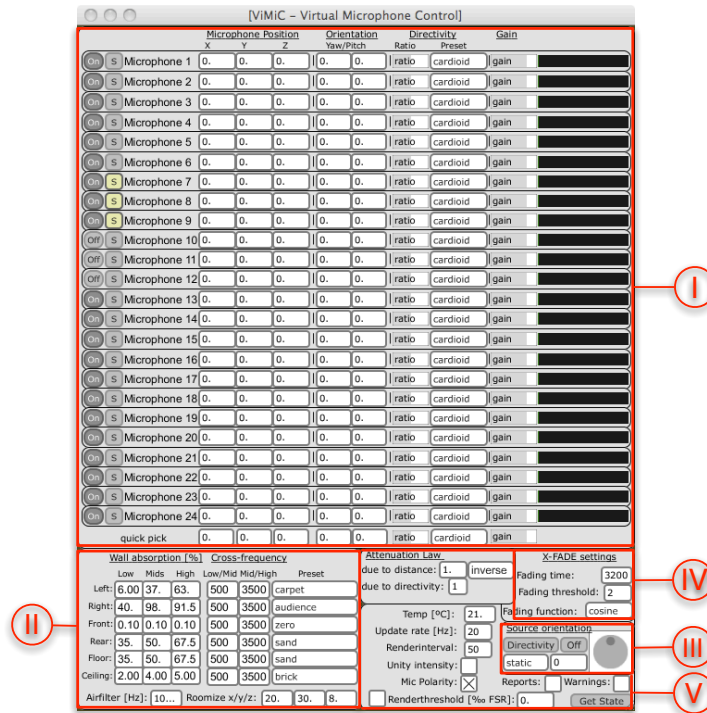 [ViMiC – Virtual Microphone Control]
Microphone Position Orientation Directivity Gain
X Y Z Yaw/Pitch Ratio Preset
On S Microphone 1 0. 0. 0. 0. 0. ratio cardioid gain
On S Microphone 2 0. 0. 0. 0. 0. ratio cardioid gain
On S Microphone 3 0. 0. 0. 0. 0. ratio cardioid gain
On S Microphone 4 0. 0. 0. 0. 0. ratio cardioid gain
On S Microphone 5 0. 0. 0. 0. 0. ratio cardioid gain
On S Microphone 6 0. 0. 0. 0. 0. ratio cardioid gain
On S Microphone 7 0. 0. 0. 0. 0. ratio cardioid gain
On S Microphone 8 0. 0. 0. 0. 0. ratio cardioid gain
On S Microphone 9 0. 0. 0. 0. 0. ratio cardioid gain
Off S Microphone 10 0. 0. 0. 0. 0. ratio cardioid gain
Off S Microphone 11 0. 0. 0. 0. 0. ratio cardioid gain
Off S Microphone 12 0. 0. 0. 0. 0. ratio cardioid gain
On S Microphone 13 0. 0. 0. 0. 0. ratio cardioid gain
On S Microphone 14 0. 0. 0. 0. 0. ratio cardioid gain
On S Microphone 15 0. 0. 0. 0. 0. ratio cardioid gain
On S Microphone 16 0. 0. 0. 0. 0. ratio cardioid gain
On S Microphone 17 0. 0. 0. 0. 0. ratio cardioid gain
On S Microphone 18 0. 0. 0. 0. 0. ratio cardioid gain
On S Microphone 19 0. 0. 0. 0. 0. ratio cardioid gain
On S Microphone 20 0. 0. 0. 0. 0. ratio cardioid gain
On S Microphone 21 0. 0. 0. 0. 0. ratio cardioid gain
On S Microphone 22 0. 0. 0. 0. 0. ratio cardioid gain
On S Microphone 23 0. 0. 0. 0. 0. ratio cardioid gain
On S Microphone 24 0. 0. 0. 0. 0. ratio cardioid gain
quick pick 0. 0. 0. 0. 0. ratio cardioid gain
I
Wall absorption [%] Cross-frequency
Low Mids High Low/Mid Mid/High Preset
Left: 6.00 37. 63. 500 3500 carpet
Right: 40. 98. 91.5 500 3500 audience
Front: 0.10 0.10 0.10 500 3500 zero
Rear: 35. 50. 67.5 500 3500 sand
Floor: 35. 50. 67.5 500 3500 sand
Ceiling: 2.00 4.00 5.00 500 3500 brick
Airfilter [Hz]: 10... Roomize x/y/z: 20. 30. 8.
II
Attenuation Law
due to distance: 1. inverse
due to directivity: 1
X-FADE settings
Fading time: 3200
Fading threshold: 2
Fading function: cosine
IV
Temp [ºC]: 21.
Update rate [Hz]: 20
Renderinterval: 50
Unity intensity:
Mic Polarity:
Renderthreshold [‰ FSR]: 0.
Source orientation
Directivity Off
static 0
III
Reports: Warnings:
Get State
V